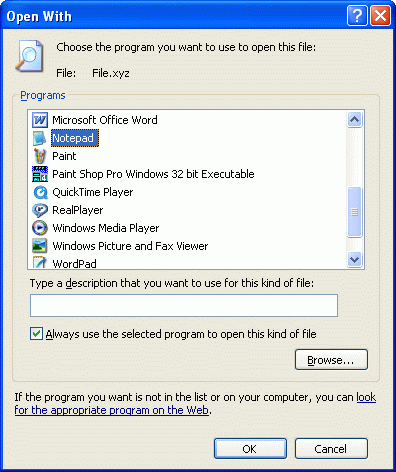 Open With
Choose the program you want to use to open this file:
File: File.xyz
Programs
Microsoft Office Word
Notepad
Paint
Paint Shop Pro Windows 32 bit Executable
QuickTime Player
RealPlayer
Windows Media Player
Windows Picture and Fax Viewer
WordPad
Type a description that you want to use for this kind of file:
Always use the selected program to open this kind of file
Browse...
If the program you want is not in the list or on your computer, you can look
for the appropriate program on the Web.
OK Cancel